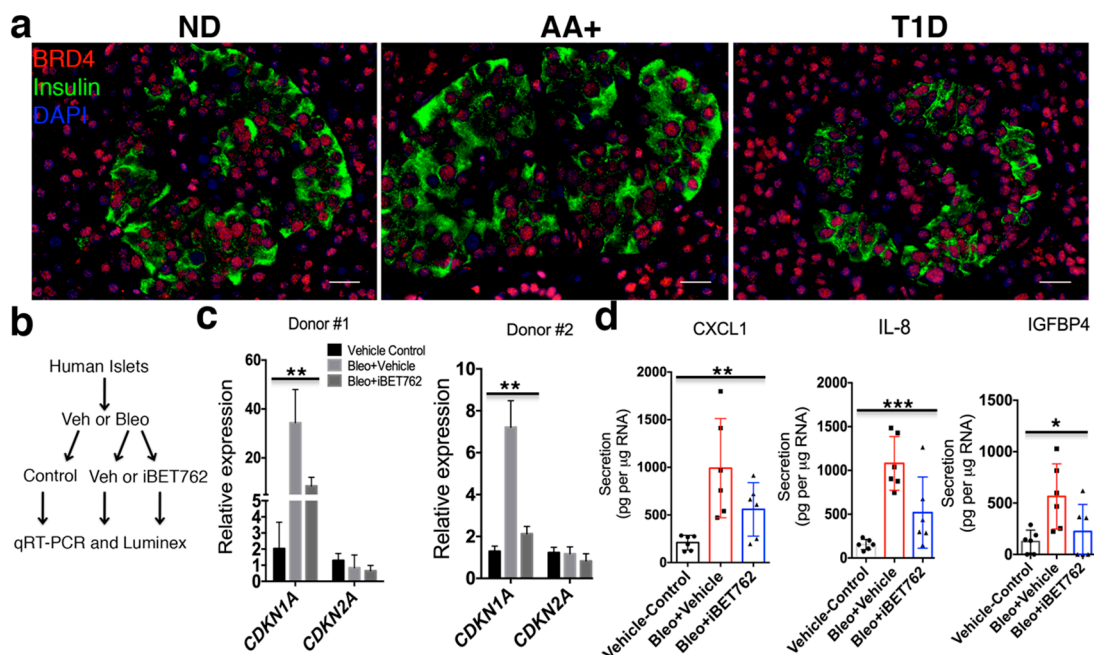 a
ND
AA+
T1D
BRD4
Insulin
DAPI
b
Human Islets
Veh or Bleo
Control
Veh or iBET762
qRT-PCR and Luminex
c
Donor #1
Vehicle Control
Bleo+Vehicle
Bleo+iBET762
Relative expression
60
40
20
5
4
3
2
1
0
**
CDKN1A
CDKN2A
Donor #2
Relative expression
10
8
6
4
2
0
**
CDKN1A
CDKN2A
d
CXCL1
Secretion
(pg per μg RNA)
2000
1500
1000
500
0
**
Vehicle-Control
Bleo+Vehicle
Bleo+iBET762
IL-8
Secretion
(pg per μg RNA)
2000
1500
1000
500
0
***
Vehicle-Control
Bleo+Vehicle
Bleo+iBET762
IGFBP4
Secretion
(pg per μg RNA)
1500
1000
500
0
*
Vehicle-Control
Bleo+Vehicle
Bleo+iBET762